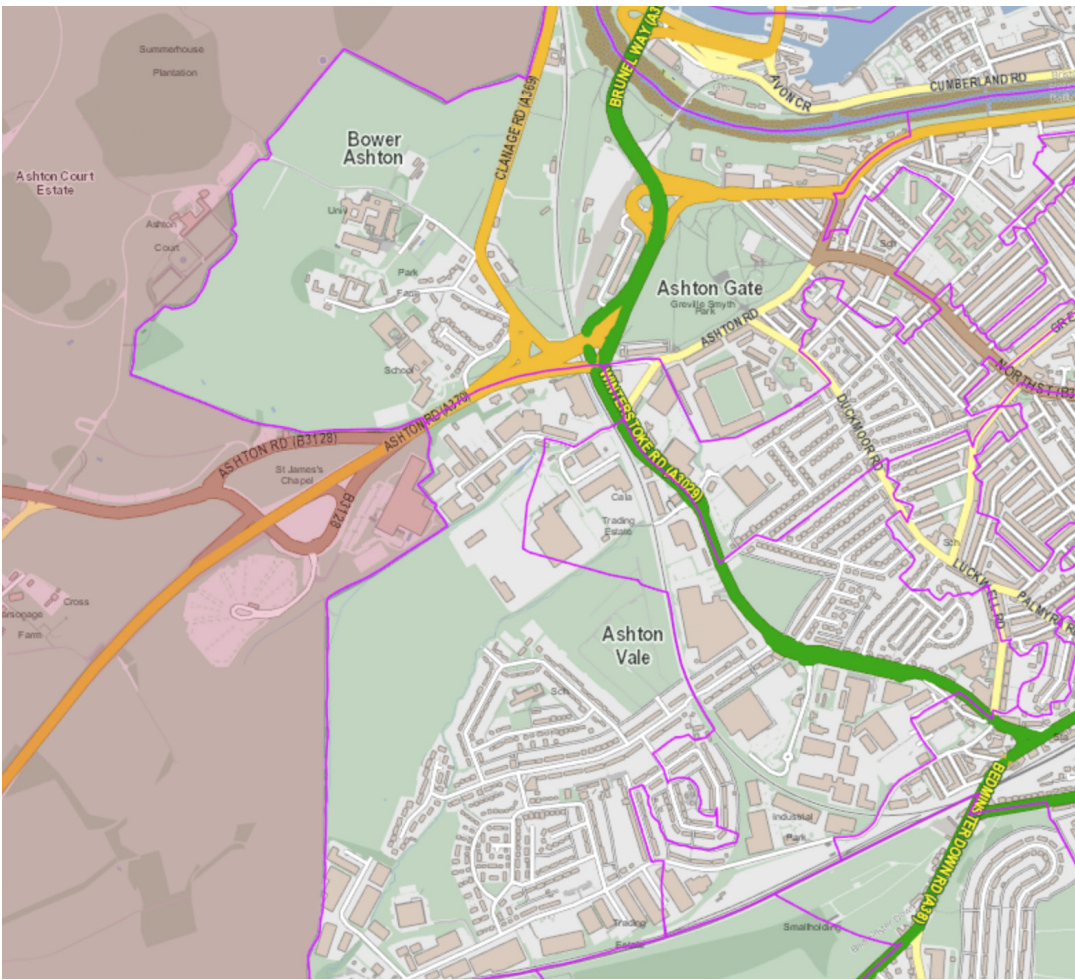 BRUNEL WAY (A3
Summerhouse
Plantation
AVON CR
CUMBERLAND RD
CLANAGE RD (A369)
Bower
Ashton
Ashton Court
Estate
Univ
Ashton
Court
Sch
Park
Farm
Ashton Gate
Greville Smyth
Park
ASHTON RD
School
NORTH ST (B3
WINTERSTOKE RD (A3029)
DUCKMOOR RD
ASHTON RD (A370)
ASHTON RD (B3128)
St James's
Chapel
B3128
Cala
Trading
Estate
Sch
LUCKWELL RD
PALMYRA R
Cross
Farm
Ashton
Vale
Sch
BEDMINSTER DOWN RD (A38)
Industrial
Park
Trading
Estate
Smallholding